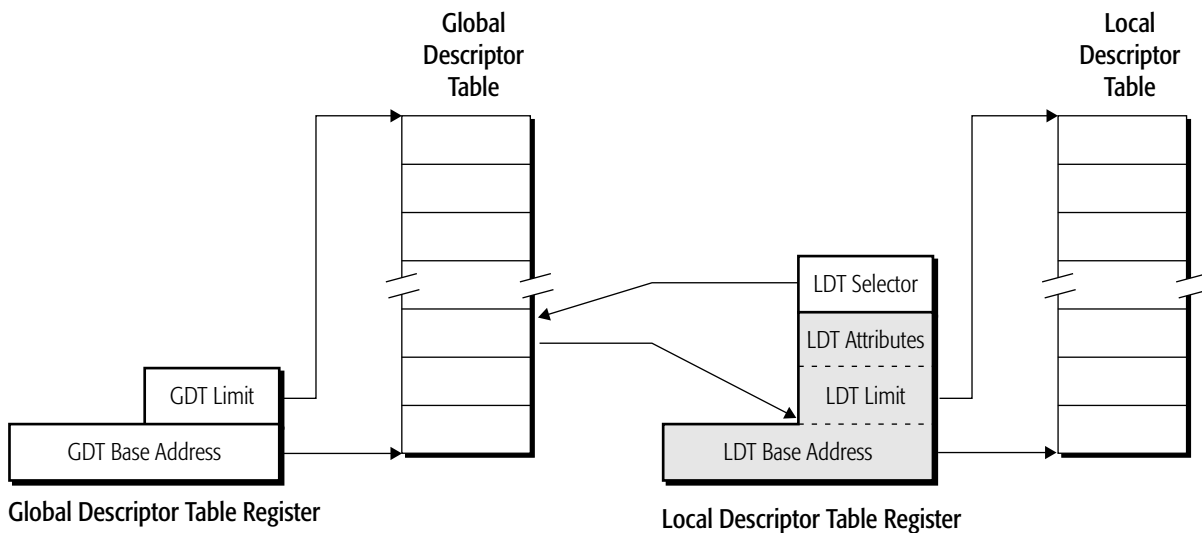 Global
Descriptor
Table
Local
Descriptor
Table
LDT Selector
LDT Attributes
GDT Limit
LDT Limit
GDT Base Address
LDT Base Address
Global Descriptor Table Register
Local Descriptor Table Register